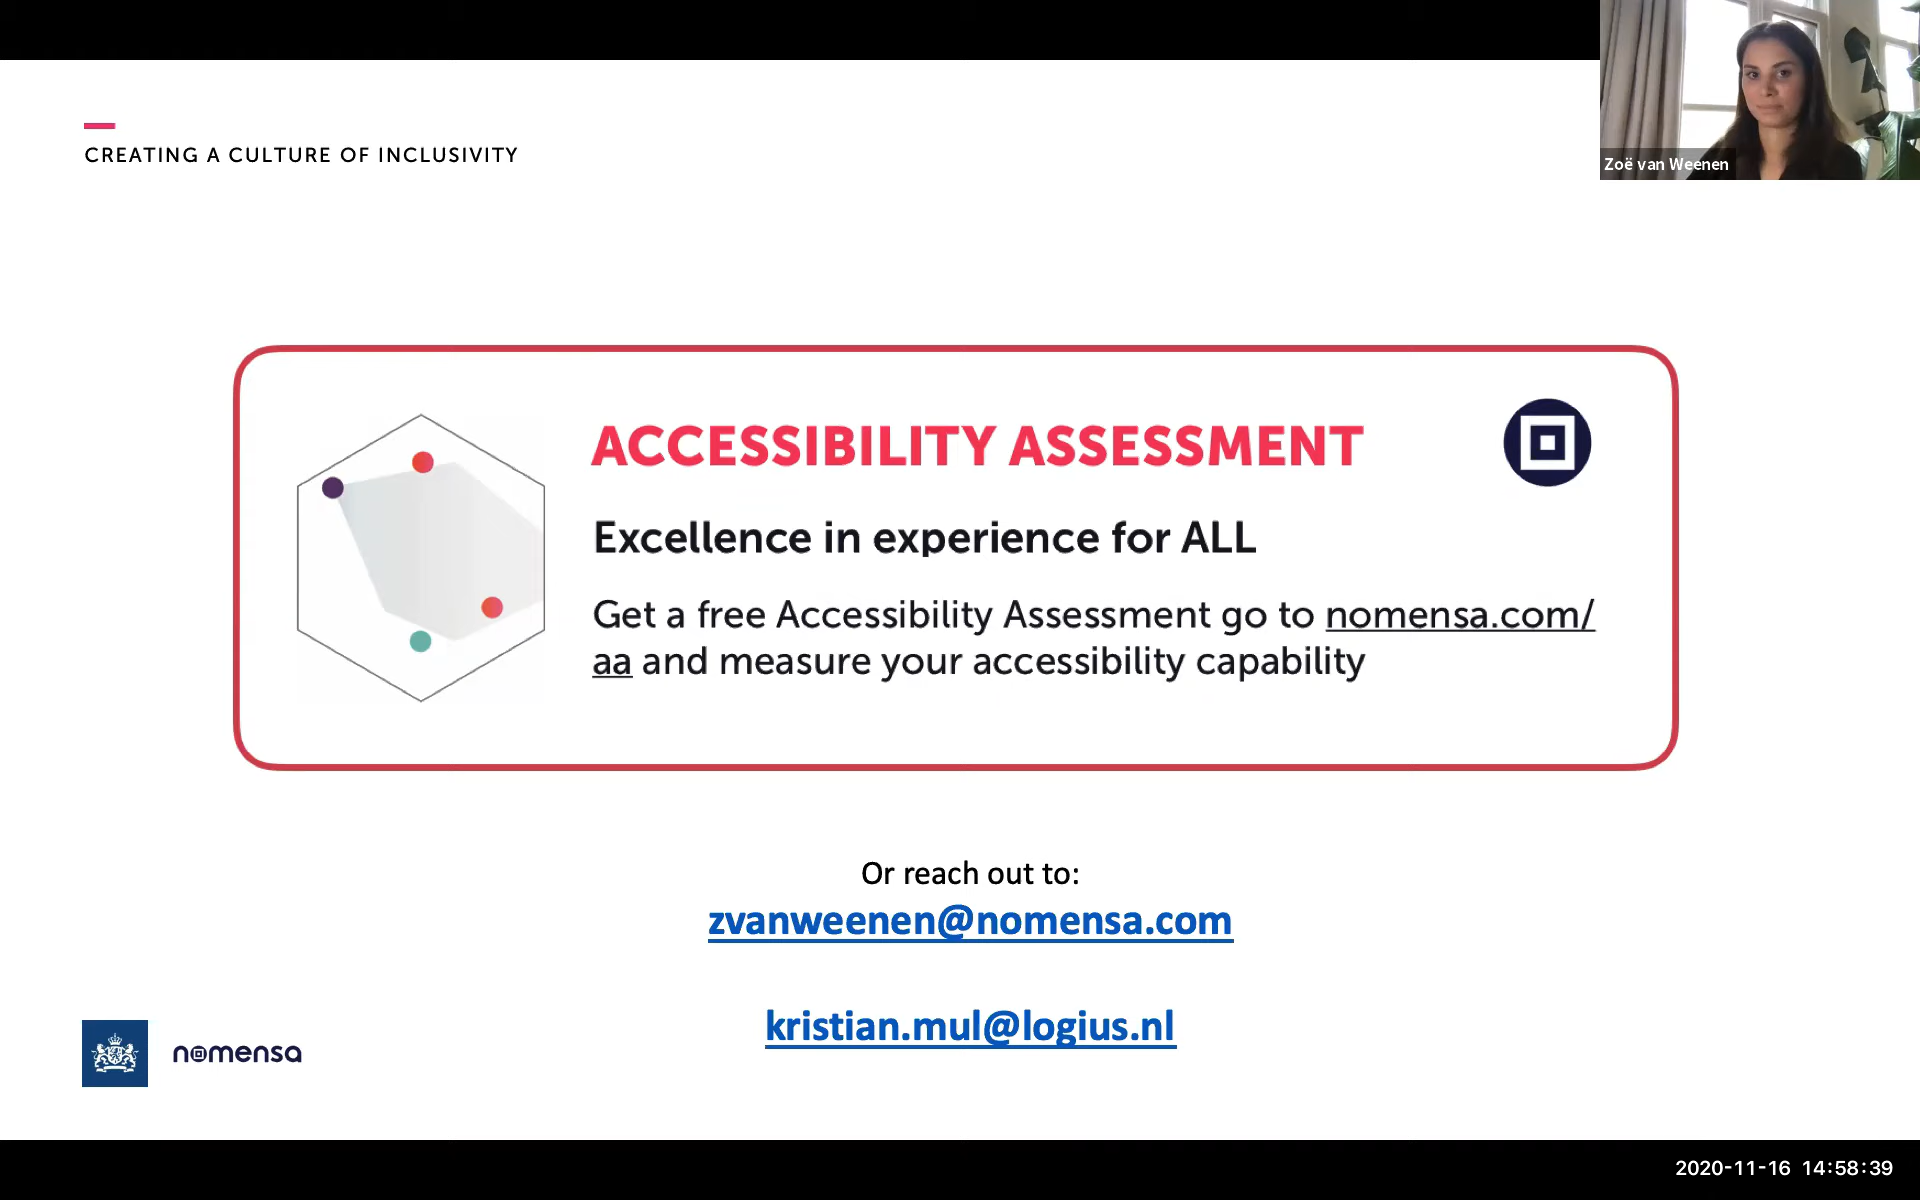 Zoë van Weenen
CREATING A CULTURE OF INCLUSIVITY
ACCESSIBILITY ASSESSMENT
Excellence in experience for ALL
Get a free Accessibility Assessment go to nomensa.com/
aa and measure your accessibility capability
Or reach out to:
zvanweenen@nomensa.com
kristian.mul@logius.nl
nomensa
2020-11-16 14:58:39